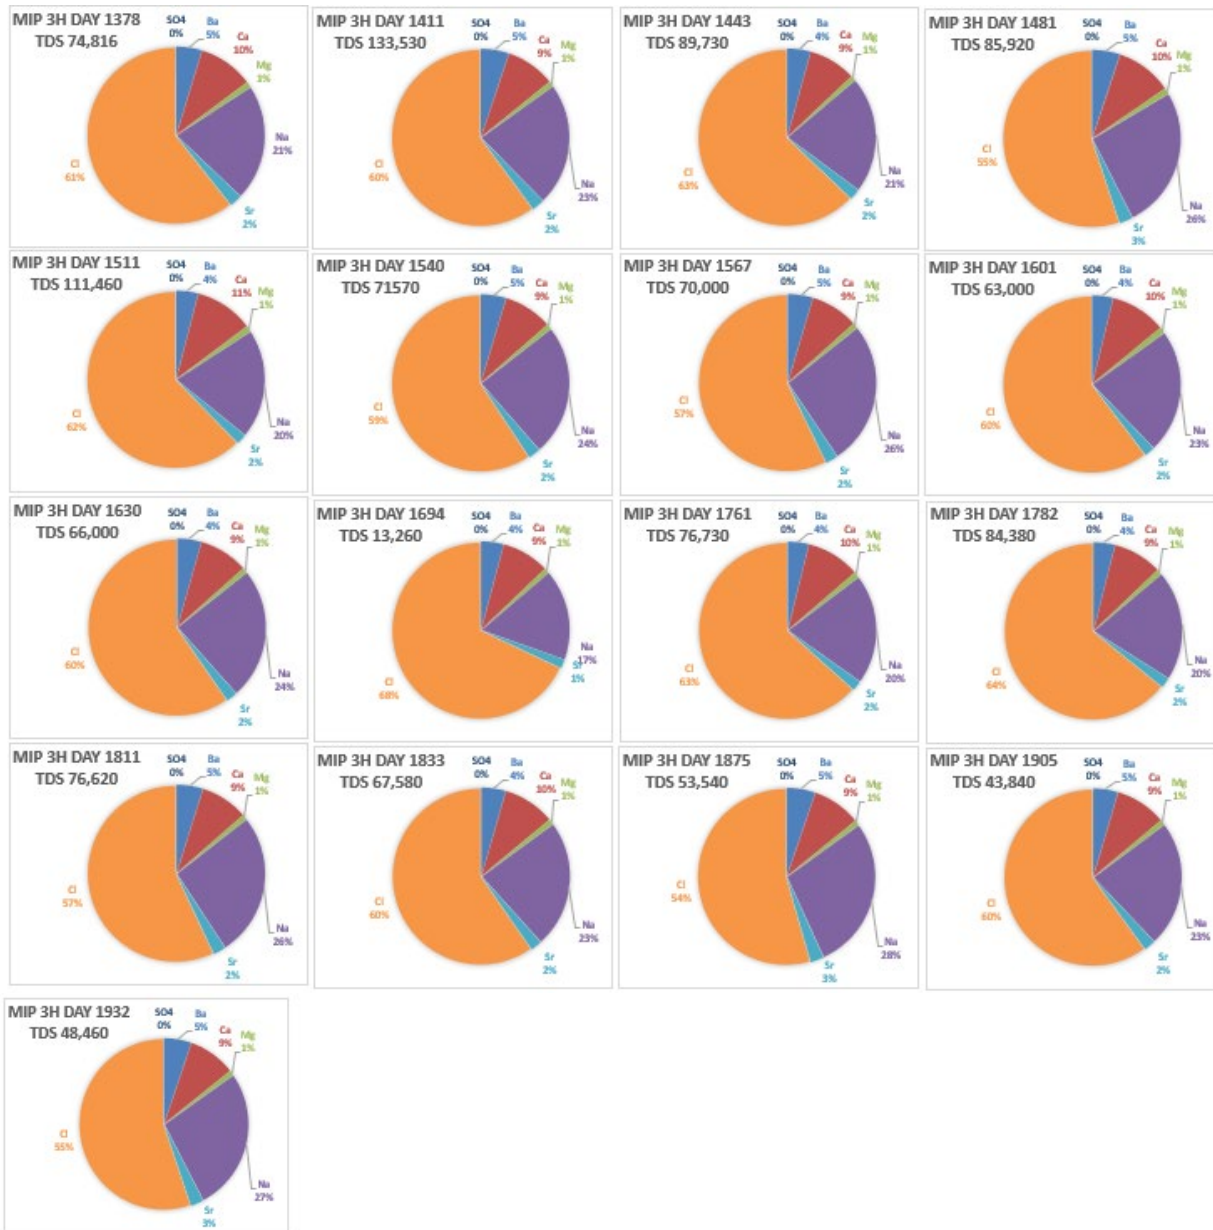 MIP 3H DAY 1378
TDS 74,816
SO4
0%
Ba
5%
Ca
10%
Mg
1%
Na
21%
Sr
2%
Cl
61%
MIP 3H DAY 1411
TDS 133,530
SO4
0%
Ba
5%
Ca
9%
Mg
1%
Na
23%
Sr
2%
Cl
60%
MIP 3H DAY 1443
TDS 89,730
SO4
0%
Ba
4%
Ca
9%
Mg
1%
Na
21%
Sr
2%
Cl
63%
MIP 3H DAY 1481
TDS 85,920
SO4
0%
Ba
5%
Ca
10%
Mg
1%
Na
26%
Sr
3%
Cl
55%
MIP 3H DAY 1511
TDS 111,460
SO4
0%
Ba
4%
Ca
11%
Mg
1%
Na
20%
Sr
2%
Cl
62%
MIP 3H DAY 1540
TDS 71570
SO4
0%
Ba
5%
Ca
9%
Mg
1%
Na
24%
Sr
2%
Cl
59%
MIP 3H DAY 1567
TDS 70,000
SO4
0%
Ba
5%
Ca
9%
Mg
1%
Na
26%
Sr
2%
Cl
57%
MIP 3H DAY 1601
TDS 63,000
SO4
0%
Ba
4%
Ca
10%
Mg
1%
Na
23%
Sr
2%
Cl
60%
MIP 3H DAY 1630
TDS 66,000
SO4
0%
Ba
4%
Ca
9%
Mg
1%
Na
24%
Sr
2%
Cl
60%
MIP 3H DAY 1694
TDS 13,260
SO4
0%
Ba
4%
Ca
9%
Mg
1%
Na
17%
Sr
1%
Cl
68%
MIP 3H DAY 1761
TDS 76,730
SO4
0%
Ba
4%
Ca
10%
Mg
1%
Na
20%
Sr
2%
Cl
63%
MIP 3H DAY 1782
TDS 84,380
SO4
0%
Ba
4%
Ca
9%
Mg
1%
Na
20%
Sr
2%
Cl
64%
MIP 3H DAY 1811
TDS 76,620
SO4
0%
Ba
5%
Ca
9%
Mg
1%
Na
26%
Sr
2%
Cl
57%
MIP 3H DAY 1833
TDS 67,580
SO4
0%
Ba
4%
Ca
10%
Mg
1%
Na
23%
Sr
2%
Cl
60%
MIP 3H DAY 1875
TDS 53,540
SO4
0%
Ba
5%
Ca
9%
Mg
1%
Na
28%
Sr
3%
Cl
54%
MIP 3H DAY 1905
TDS 43,840
SO4
0%
Ba
5%
Ca
9%
Mg
1%
Na
23%
Sr
2%
Cl
60%
MIP 3H DAY 1932
TDS 48,460
SO4
0%
Ba
5%
Ca
9%
Mg
1%
Na
27%
Sr
3%
Cl
55%